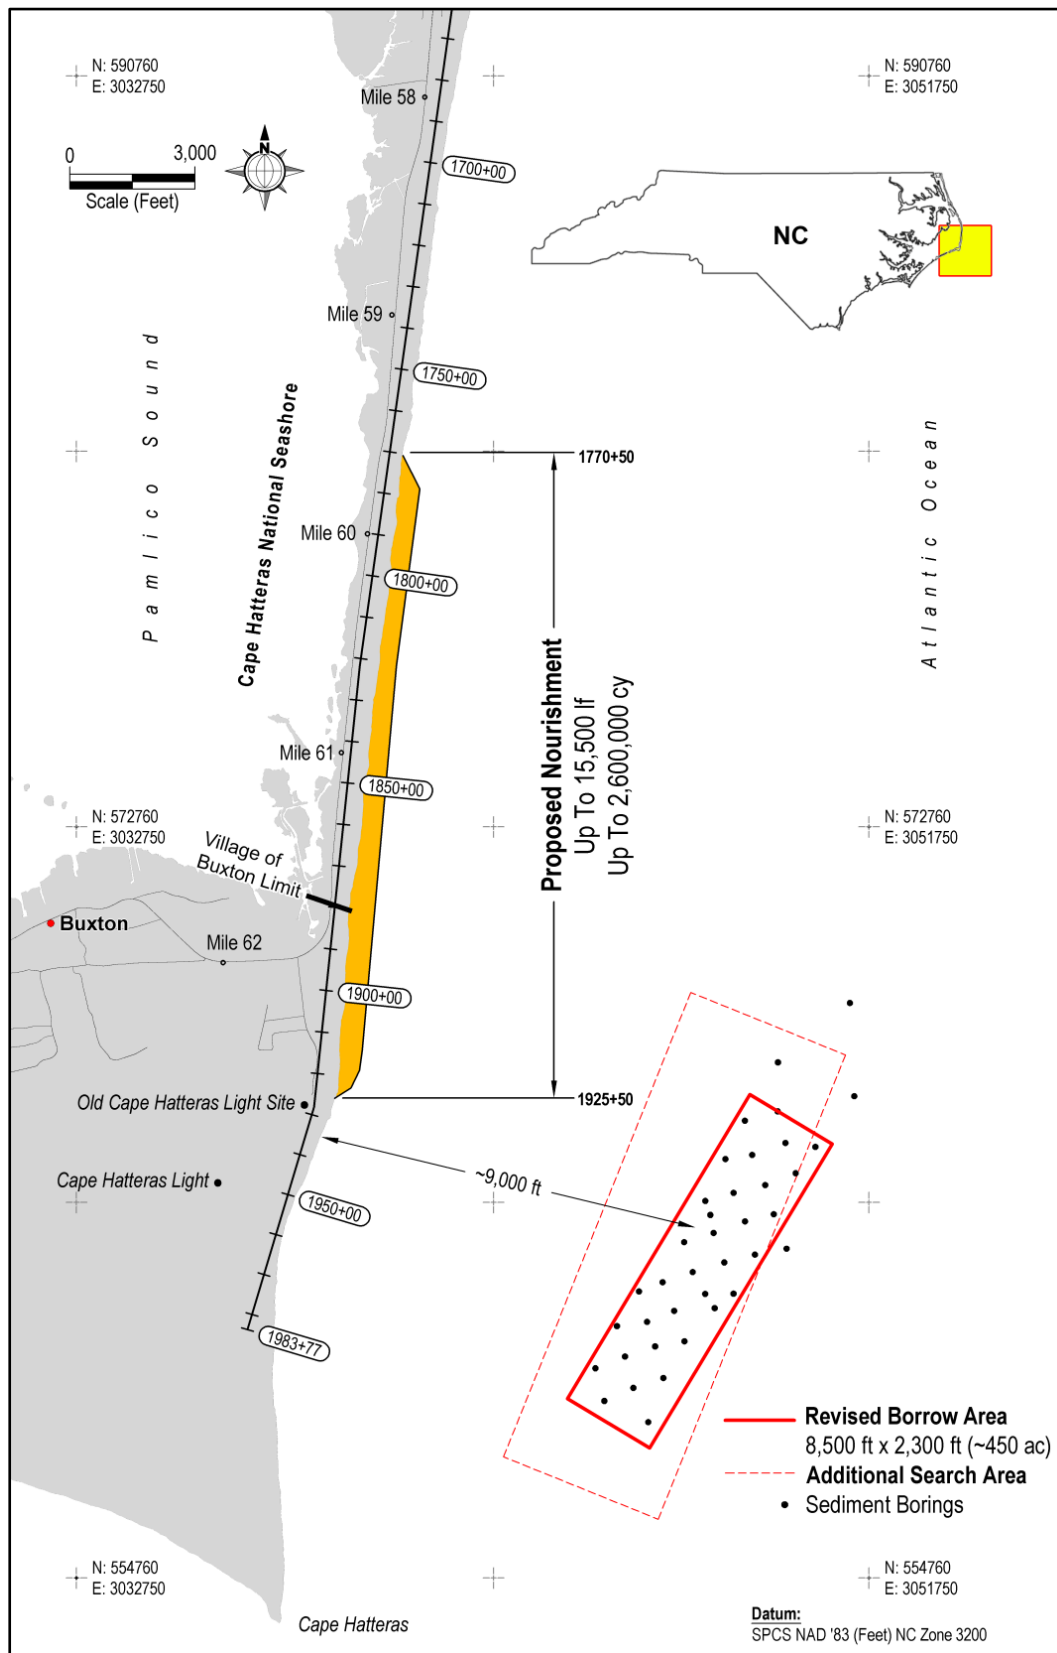 N: 590760
E: 3032750
N: 590760
E: 3051750
Mile 58
0 3,000
Scale (Feet)
N
1700+00
NC
Mile 59
1750+00
Pamlico Sound
Cape Hatteras National Seashore
Atlantic Ocean
1770+50
Mile 60
1800+00
Proposed Nourishment
Up To 15,500 lf
Up To 2,600,000 cy
Mile 61
1850+00
N: 572760
E: 3032750
N: 572760
E: 3051750
Village of
Buxton Limit
Buxton
Mile 62
1900+00
Old Cape Hatteras Light Site
1925+50
~9,000 ft
Cape Hatteras Light
1950+00
1983+77
Revised Borrow Area
8,500 ft x 2,300 ft (~450 ac)
Additional Search Area
Sediment Borings
N: 554760
E: 3032750
N: 554760
E: 3051750
Cape Hatteras
Datum:
SPCS NAD '83 (Feet) NC Zone 3200